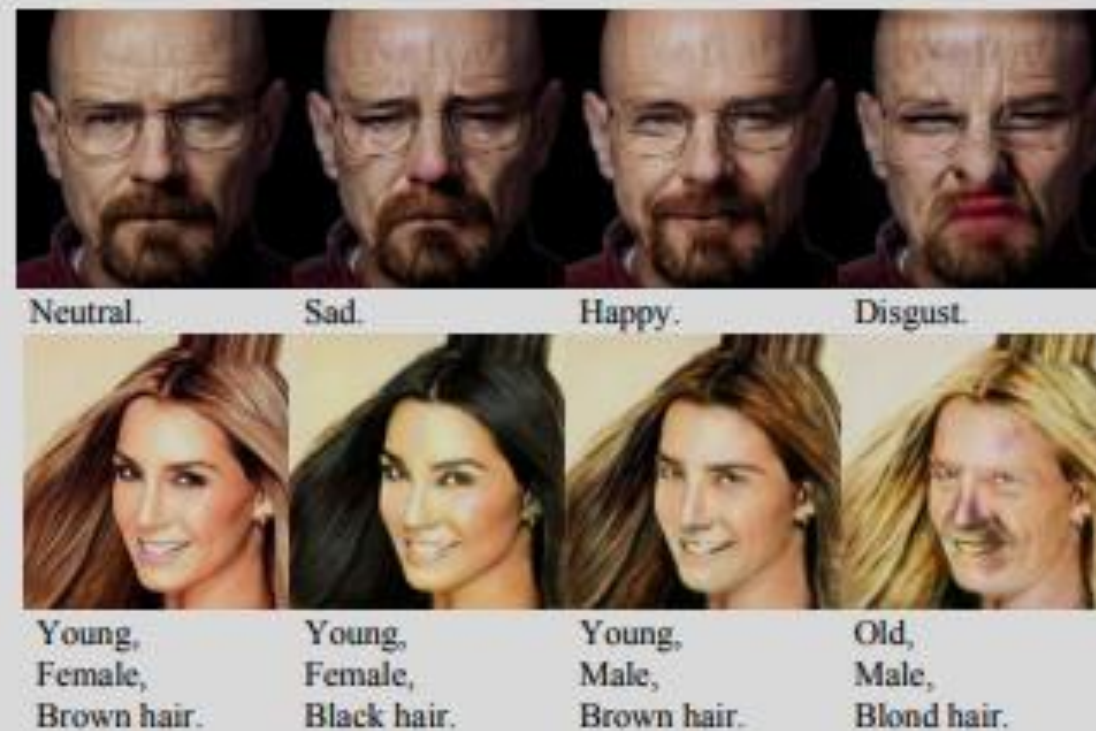 Neutral. Sad. Happy. Disgust.
Young, Young, Young, Old,
Female, Female, Male, Male,
Brown hair. Black hair. Brown hair. Blond hair.